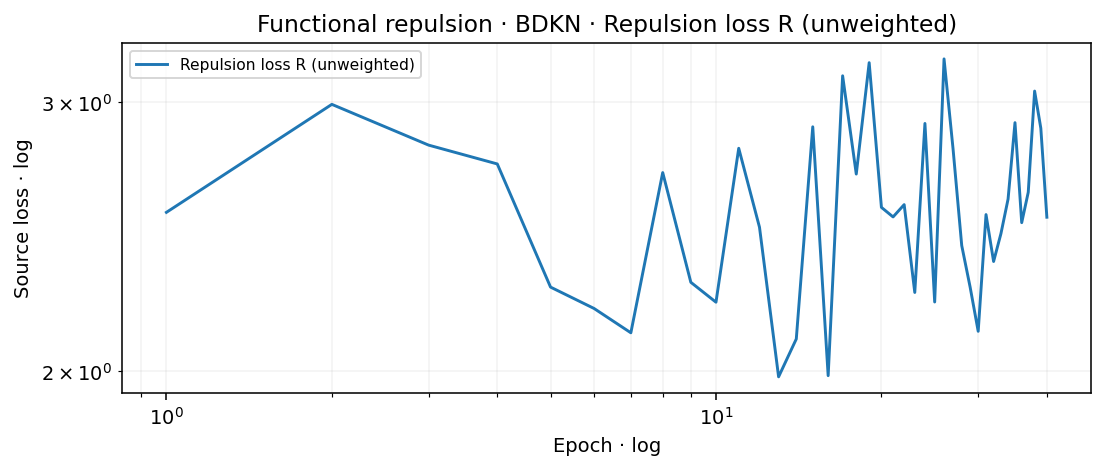 Functional repulsion · BDKN · Repulsion loss R (unweighted)
Repulsion loss R (unweighted)
Source loss · log
3 × 10⁰
2 × 10⁰
10⁰ 10¹
Epoch · log